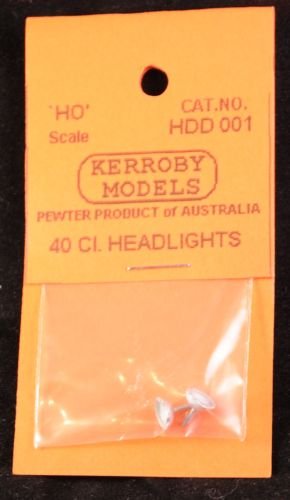 'HO'
Scale
CAT.NO.
HDD 001
KERROBY
MODELS
PEWTER PRODUCT of AUSTRALIA
40 Cl. HEADLIGHTS